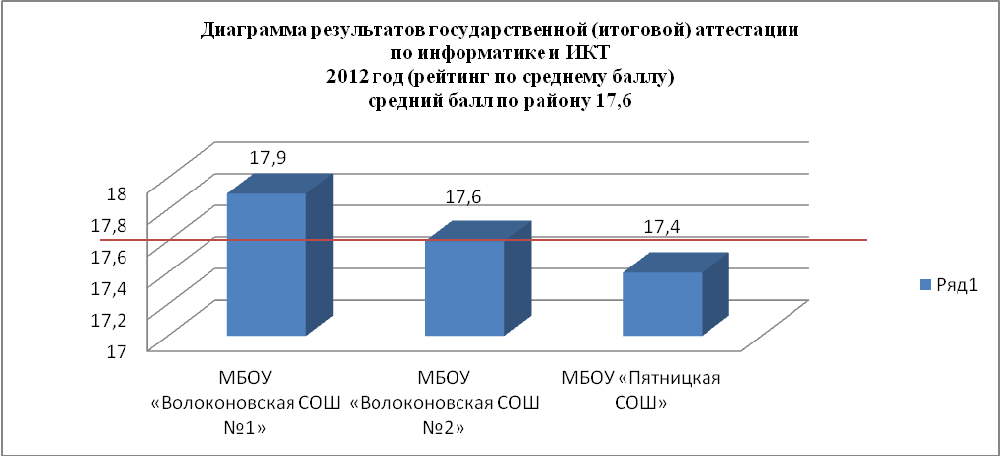 Диаграмма результатов государственной (итоговой) аттестации
по информатике и ИКТ
2012 год (рейтинг по среднему баллу)
средний балл по району 17,6
17,9
17,6
17,4
18
17,8
17,6
17,4
17,2
17
Ряд1
МБОУ
«Волоконовская СОШ
№1»
МБОУ
«Волоконовская СОШ
№2»
МБОУ «Пятницкая
СОШ»